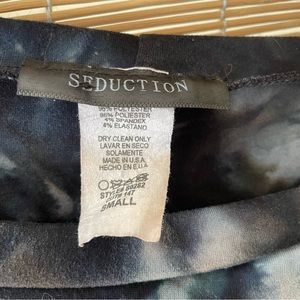 SEDUCTION
96% POLYESTER
96% POLIESTER
4% SPANDEX
4% ELASTANO
DRY CLEAN ONLY
LAVAR EN SECO
SOLAMENTE
MADE IN U.S.A
HECHO EN E.U.A
SMALL